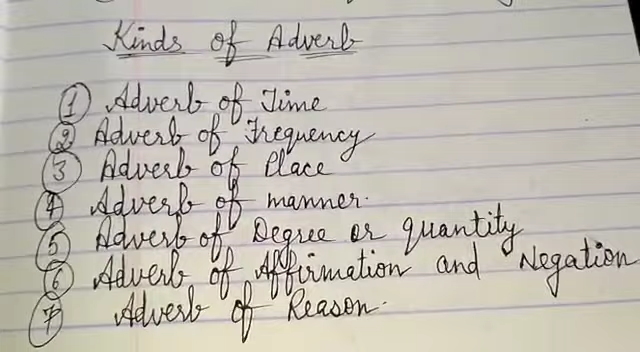 Kinds of Adverb
① Adverb of Time
② Adverb of Frequency
③ Adverb of Place
④ Adverb of manner.
⑤ Adverb of Degree or quantity
⑥ Adverb of Affirmation and Negation
⑦ Adverb of Reason.